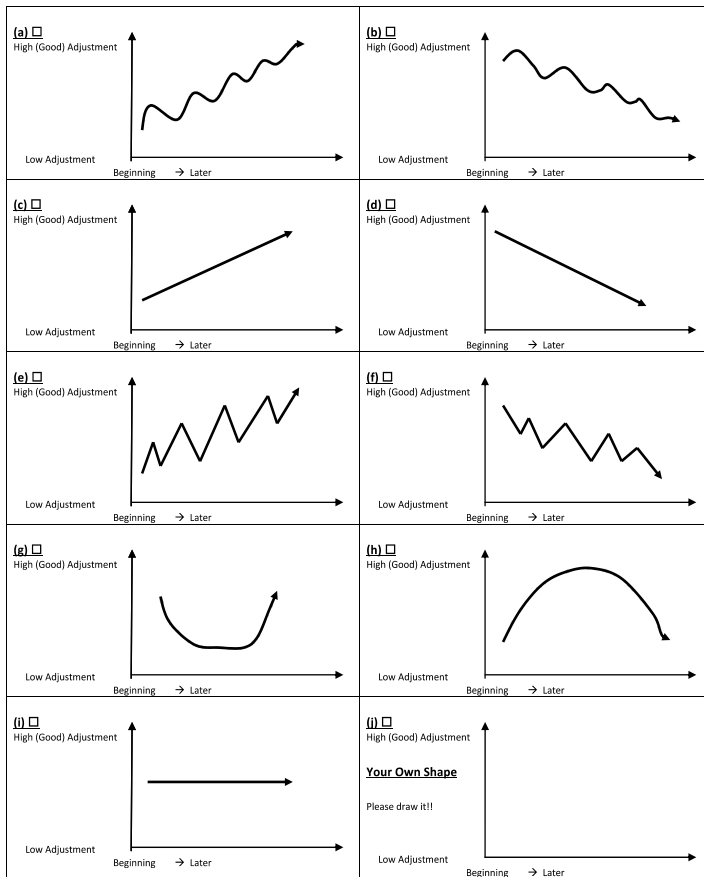 (a) ☐
High (Good) Adjustment
Low Adjustment
Beginning → Later
(b) ☐
High (Good) Adjustment
Low Adjustment
Beginning → Later
(c) ☐
High (Good) Adjustment
Low Adjustment
Beginning → Later
(d) ☐
High (Good) Adjustment
Low Adjustment
Beginning → Later
(e) ☐
High (Good) Adjustment
Low Adjustment
Beginning → Later
(f) ☐
High (Good) Adjustment
Low Adjustment
Beginning → Later
(g) ☐
High (Good) Adjustment
Low Adjustment
Beginning → Later
(h) ☐
High (Good) Adjustment
Low Adjustment
Beginning → Later
(i) ☐
High (Good) Adjustment
Low Adjustment
Beginning → Later
(j) ☐
High (Good) Adjustment
Your Own Shape
Please draw it!!
Low Adjustment
Beginning → Later